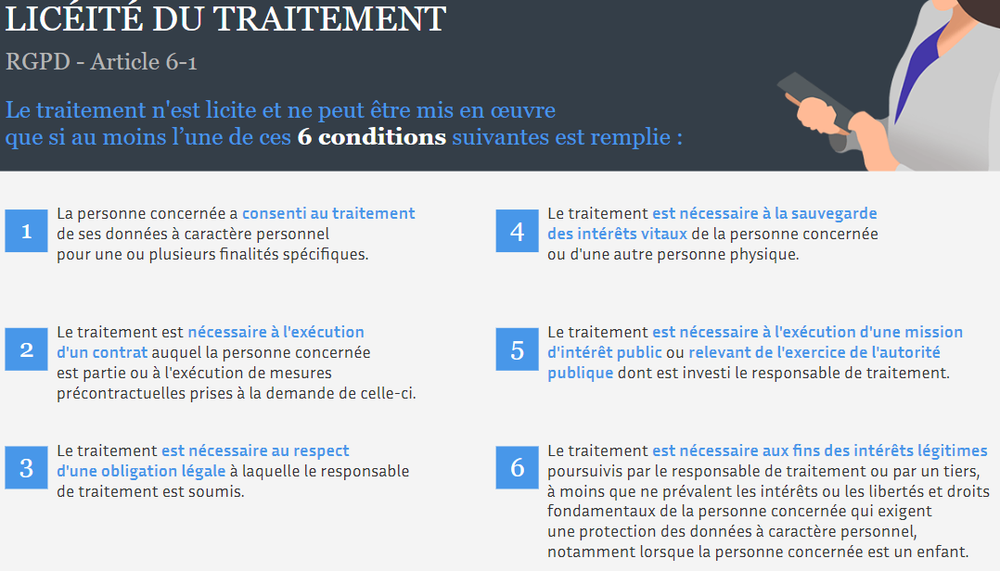 LICÉITÉ DU TRAITEMENT
RGPD - Article 6-1
Le traitement n'est licite et ne peut être mis en œuvre
que si au moins l’une de ces 6 conditions suivantes est remplie :
1
La personne concernée a consenti au traitement
de ses données à caractère personnel
pour une ou plusieurs finalités spécifiques.
2
Le traitement est nécessaire à l'exécution
d'un contrat auquel la personne concernée
est partie ou à l'exécution de mesures
précontractuelles prises à la demande de celle-ci.
3
Le traitement est nécessaire au respect
d'une obligation légale à laquelle le responsable
de traitement est soumis.
4
Le traitement est nécessaire à la sauvegarde
des intérêts vitaux de la personne concernée
ou d'une autre personne physique.
5
Le traitement est nécessaire à l'exécution d'une mission
d'intérêt public ou relevant de l'exercice de l'autorité
publique dont est investi le responsable de traitement.
6
Le traitement est nécessaire aux fins des intérêts légitimes
poursuivis par le responsable de traitement ou par un tiers,
à moins que ne prévalent les intérêts ou les libertés et droits
fondamentaux de la personne concernée qui exigent
une protection des données à caractère personnel,
notamment lorsque la personne concernée est un enfant.